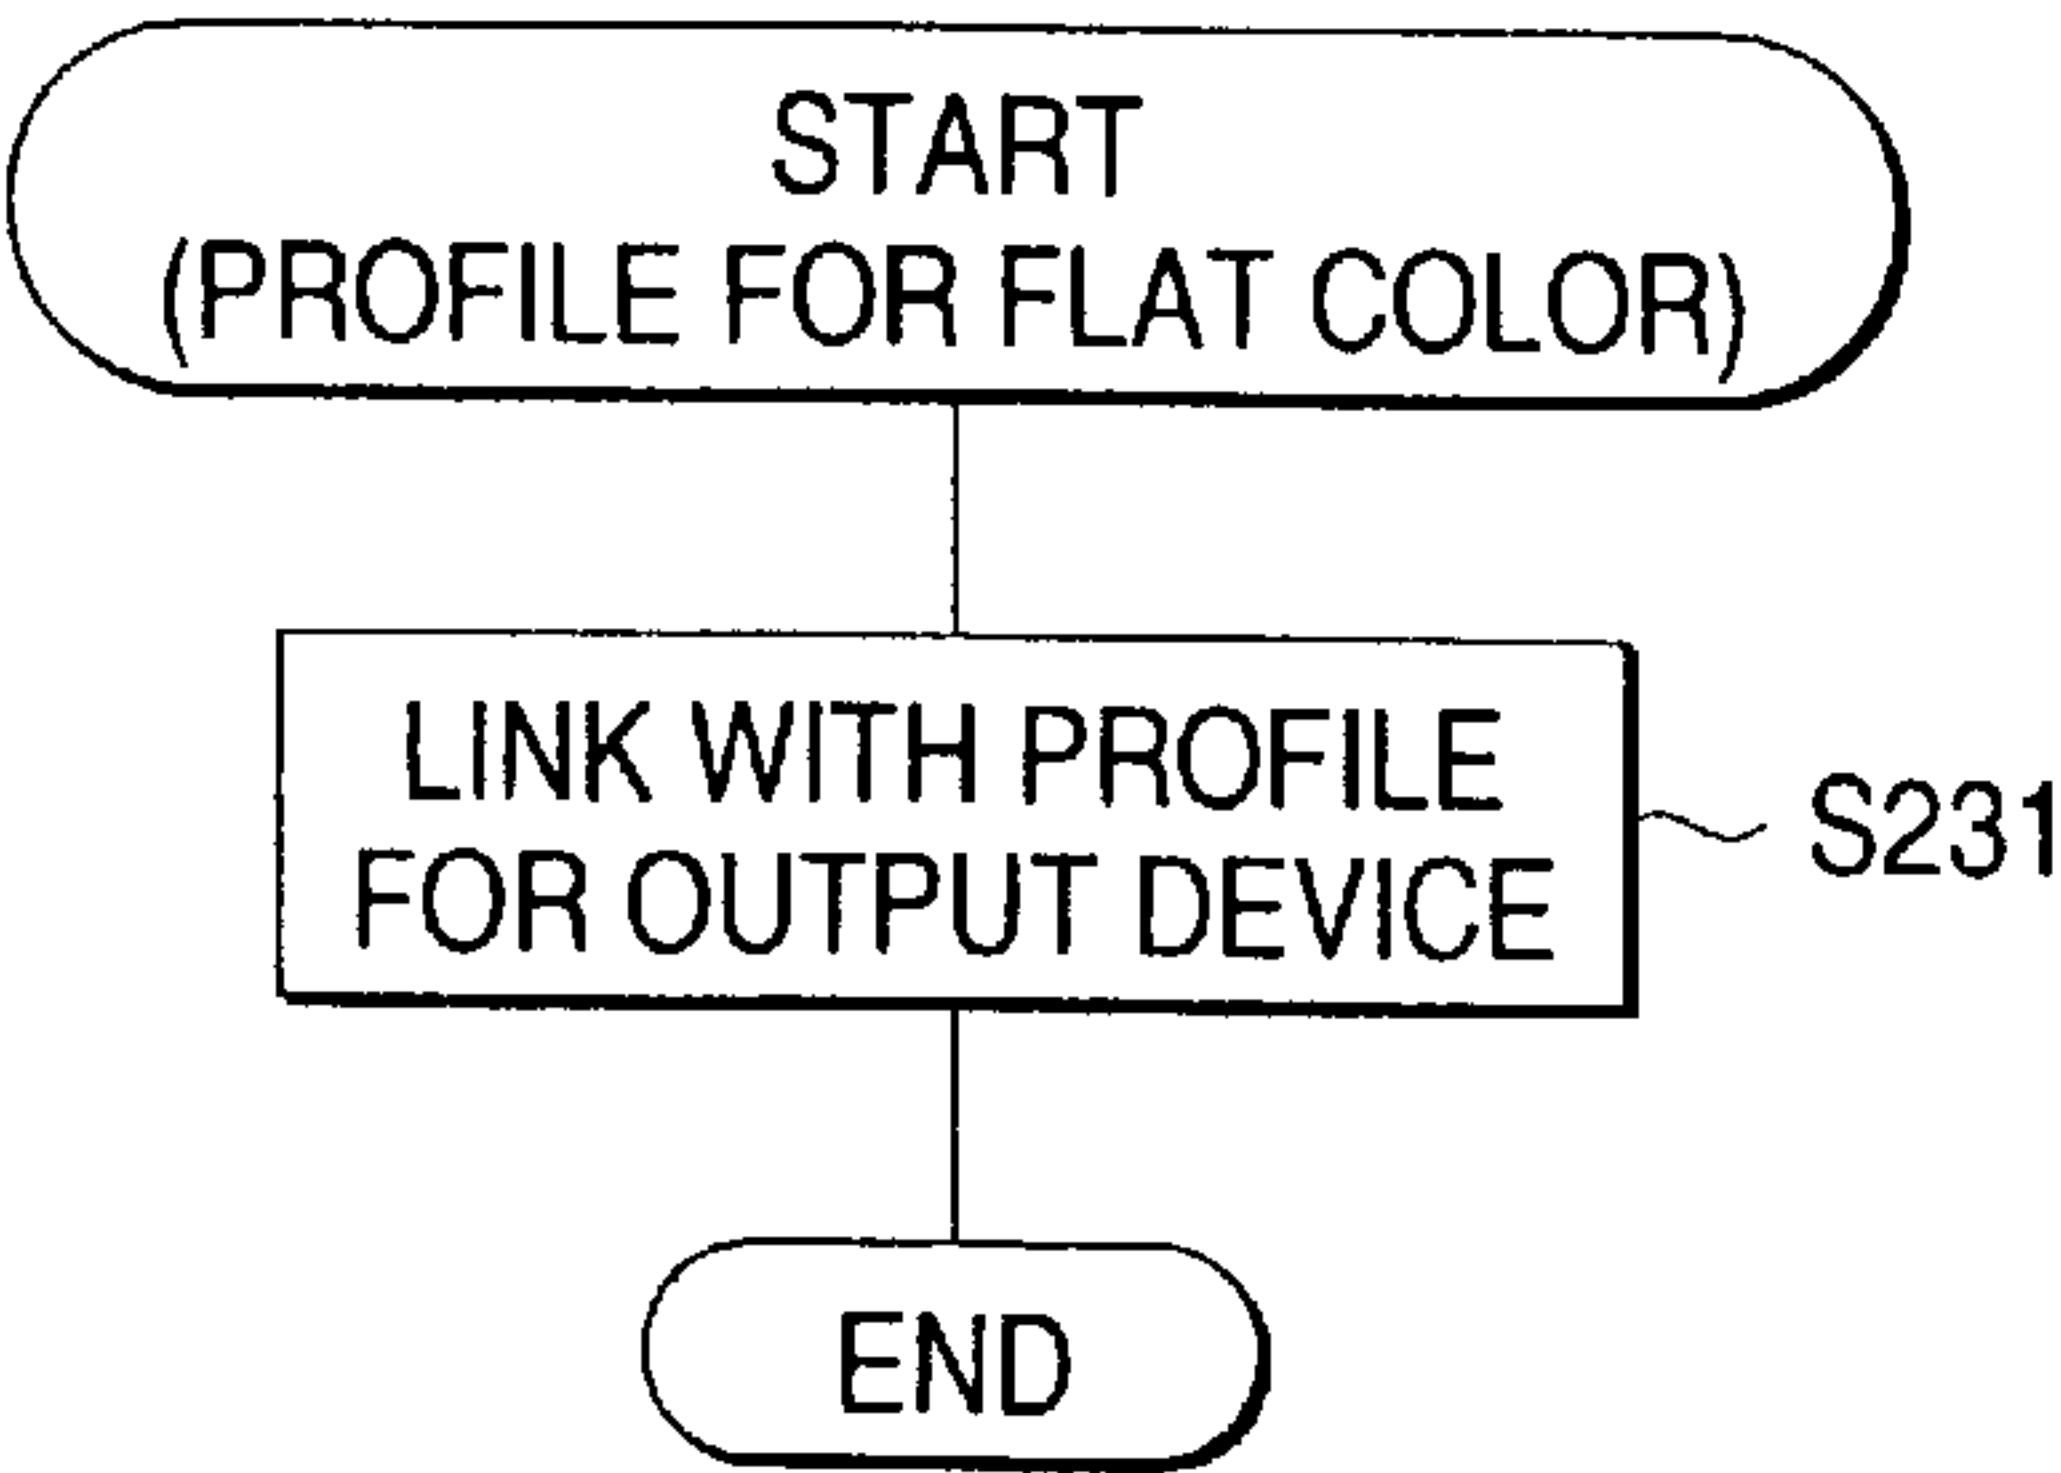 START
(PROFILE FOR FLAT COLOR)
LINK WITH PROFILE
FOR OUTPUT DEVICE
S231
END